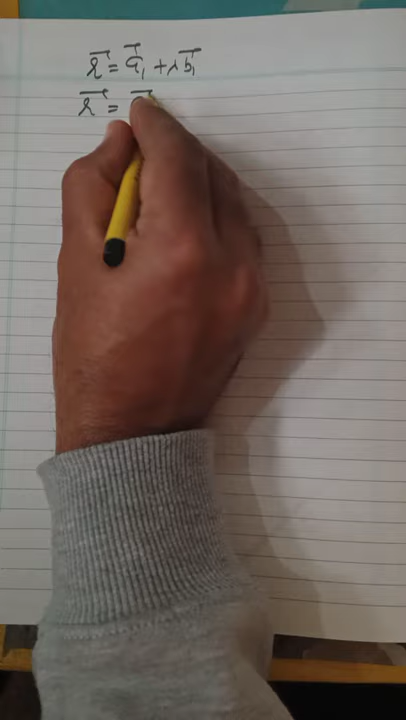 r⃗ = a⃗₁ + λb⃗₁
r⃗ = a⃗